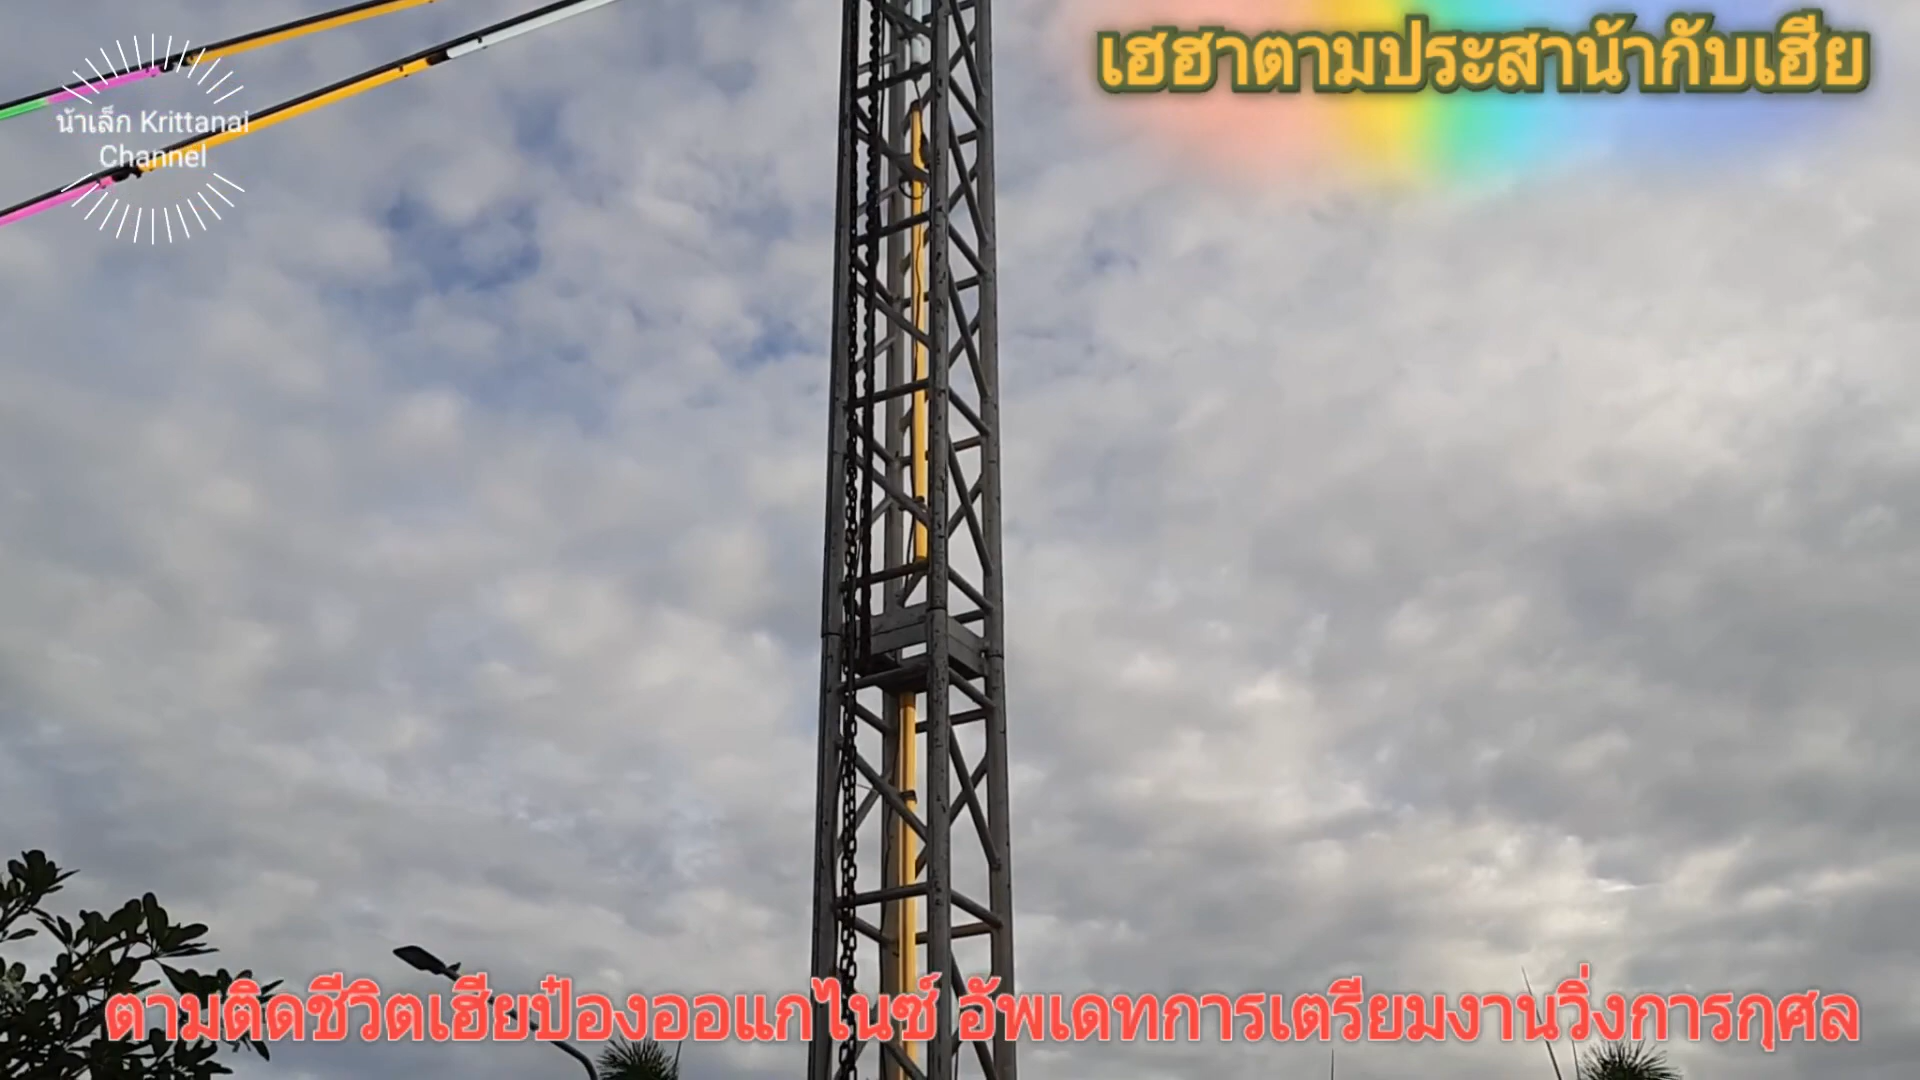 เฮฮาตามประสาน้ากับเฮีย
น้าเล็ก Krittanai
Channel
ตามติดชีวิตเฮียป๋องออแกไนซ์ อัพเดทการเตรียมงานวิ่งการกุศล